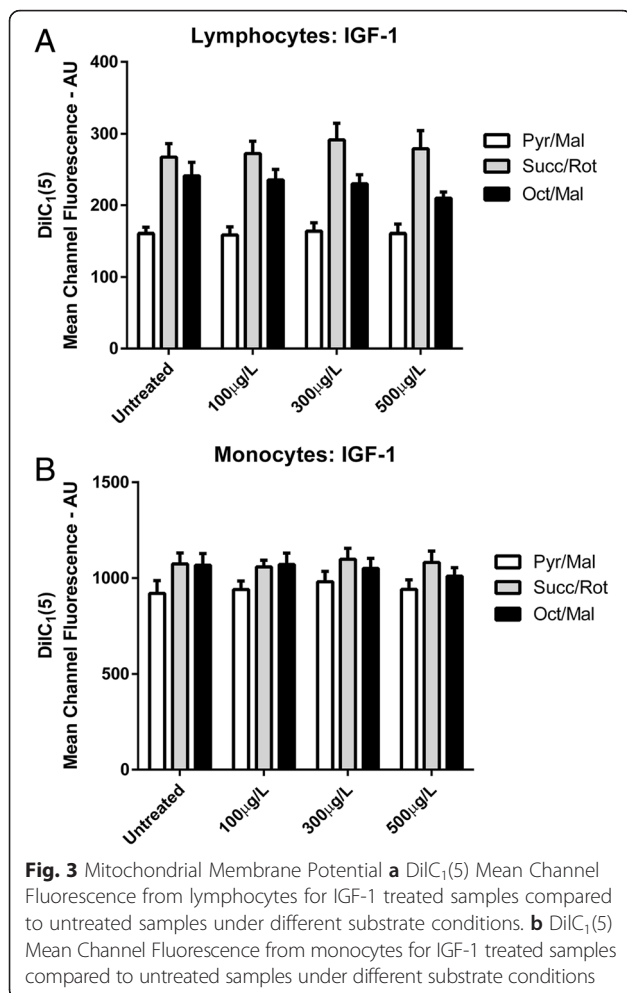 A
Lymphocytes: IGF-1
DilC₁(5)
Mean Channel Fluorescence - AU
400
300
200
100
0
Untreated
100µg/L
300µg/L
500µg/L
Pyr/Mal
Succ/Rot
Oct/Mal
B
Monocytes: IGF-1
DilC₁(5)
Mean Channel Fluorescence - AU
1500
1000
500
0
Untreated
100µg/L
300µg/L
500µg/L
Pyr/Mal
Succ/Rot
Oct/Mal
Fig. 3 Mitochondrial Membrane Potential a DilC₁(5) Mean Channel
Fluorescence from lymphocytes for IGF-1 treated samples compared
to untreated samples under different substrate conditions. b DilC₁(5)
Mean Channel Fluorescence from monocytes for IGF-1 treated samples
compared to untreated samples under different substrate conditions